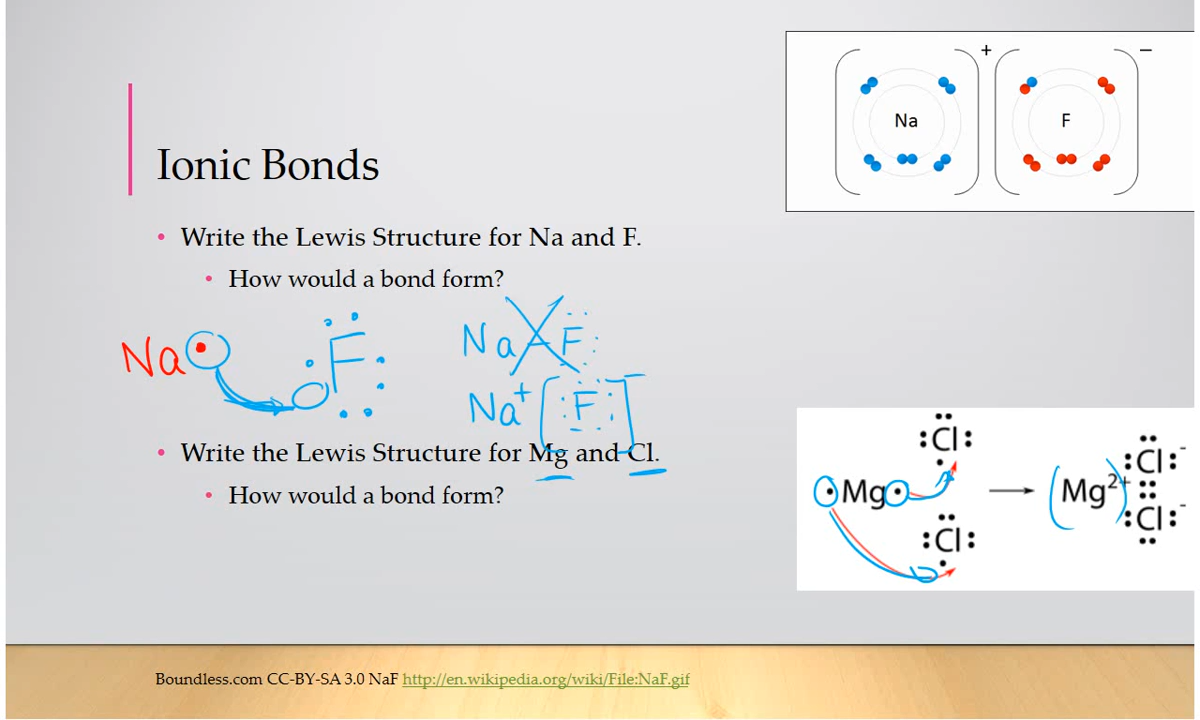 Ionic Bonds
• Write the Lewis Structure for Na and F.
• How would a bond form?
Na F
Na F
Na+ [F]
• Write the Lewis Structure for Mg and Cl.
• How would a bond form?
Na + F −
Cl
Mg
Cl
Mg2+
Cl -
Cl -
Boundless.com CC-BY-SA 3.0 NaF http://en.wikipedia.org/wiki/File:NaF.gif